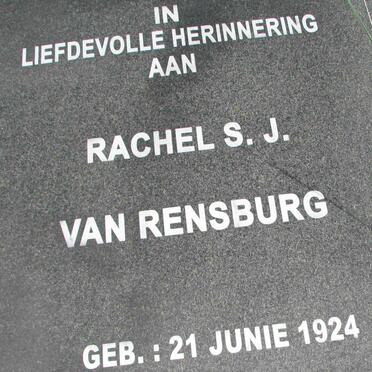 IN
LIEFDEVOLLE HERINNERING
AAN
RACHEL S. J.
VAN RENSBURG
GEB. : 21 JUNIE 1924